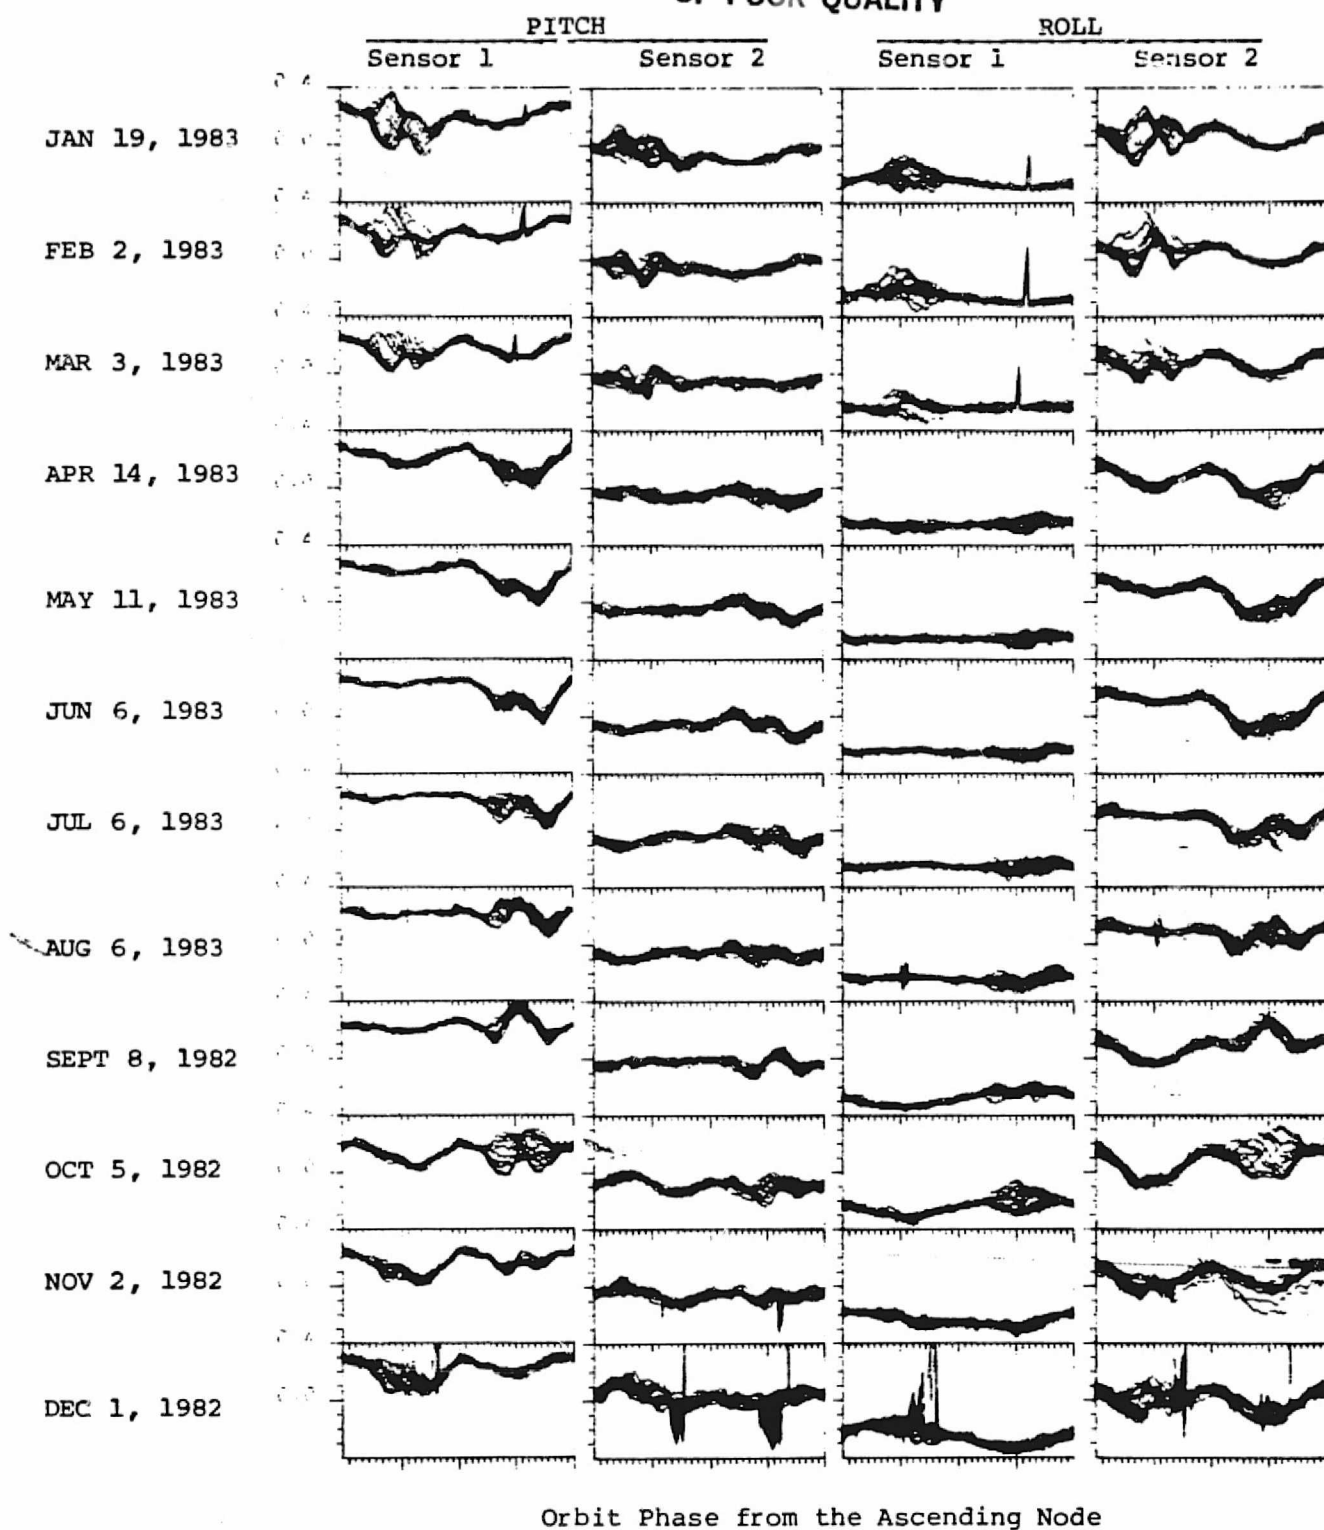 QUALITY
PITCH ROLL
Sensor 1 Sensor 2 Sensor 1 Sensor 2
JAN 19, 1983
FEB 2, 1983
MAR 3, 1983
APR 14, 1983
MAY 11, 1983
JUN 6, 1983
JUL 6, 1983
AUG 6, 1983
SEPT 8, 1982
OCT 5, 1982
NOV 2, 1982
DEC 1, 1982
Orbit Phase from the Ascending Node